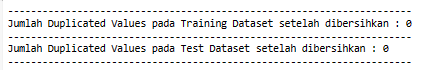 ------------------------------------------------------------------
Jumlah Duplicated Values pada Training Dataset setelah dibersihkan : 0
------------------------------------------------------------------
Jumlah Duplicated Values pada Test Dataset setelah dibersihkan : 0
------------------------------------------------------------------